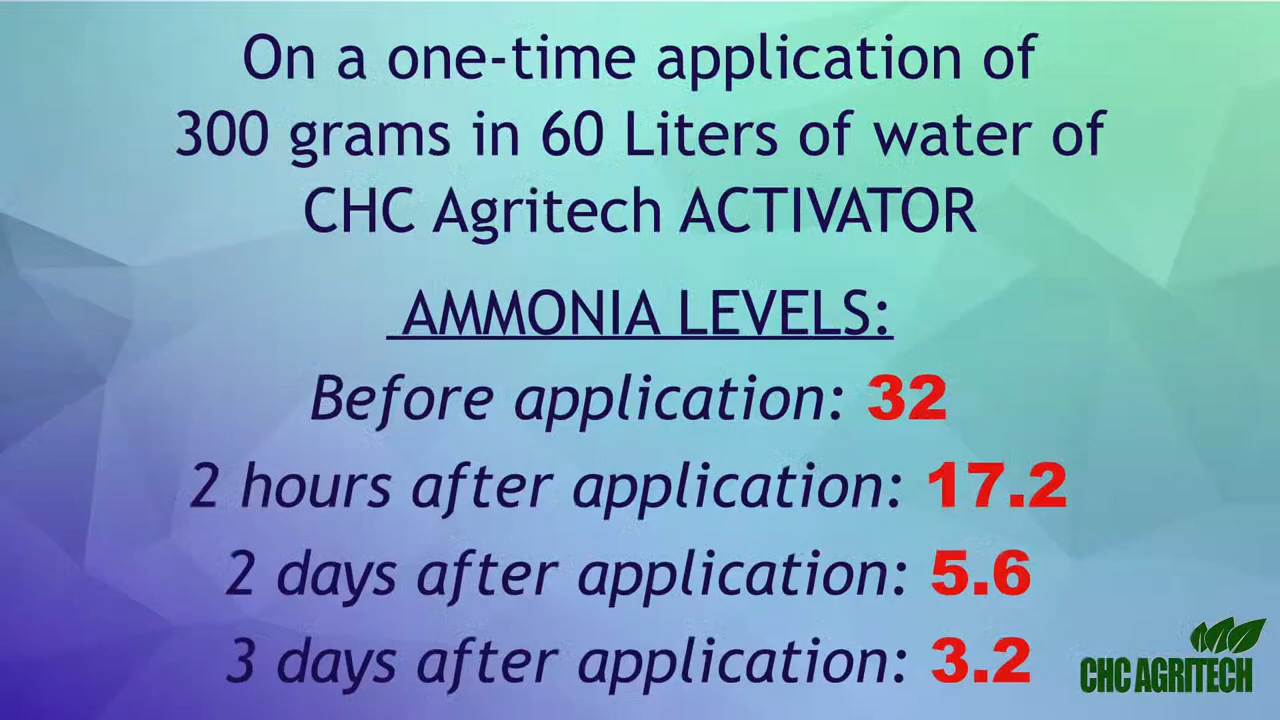 On a one-time application of
300 grams in 60 Liters of water of
CHC Agritech ACTIVATOR
AMMONIA LEVELS:
Before application: 32
2 hours after application: 17.2
2 days after application: 5.6
3 days after application: 3.2
CHC AGRITECH